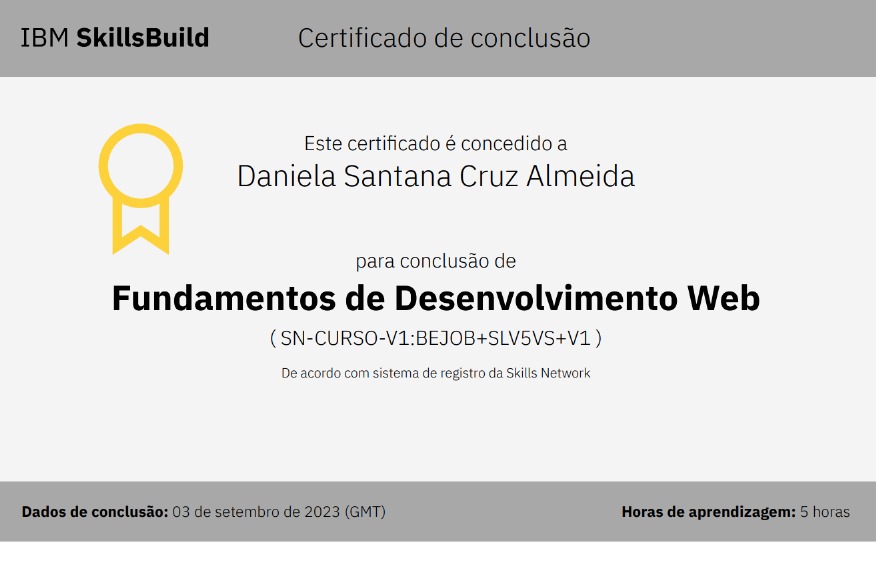 IBM SkillsBuild
Certificado de conclusão
Este certificado é concedido a
Daniela Santana Cruz Almeida
para conclusão de
Fundamentos de Desenvolvimento Web
( SN-CURSO-V1:BEJOB+SLV5VS+V1 )
De acordo com sistema de registro da Skills Network
Dados de conclusão: 03 de setembro de 2023 (GMT)
Horas de aprendizagem: 5 horas